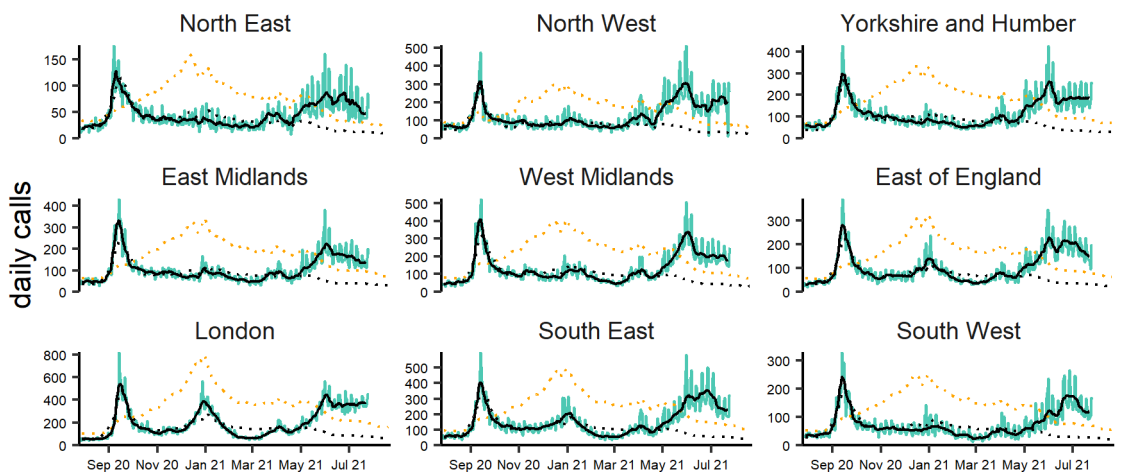 North East North West Yorkshire and Humber
150 100 50 0
500 400 300 200 100 0
400 300 200 100 0
East Midlands West Midlands East of England
daily calls
400 300 200 100 0
500 400 300 200 100 0
300 200 100 0
London South East South West
800 600 400 200 0
500 400 300 200 100 0
300 200 100 0
Sep 20 Nov 20 Jan 21 Mar 21 May 21 Jul 21 Sep 20 Nov 20 Jan 21 Mar 21 May 21 Jul 21 Sep 20 Nov 20 Jan 21 Mar 21 May 21 Jul 21